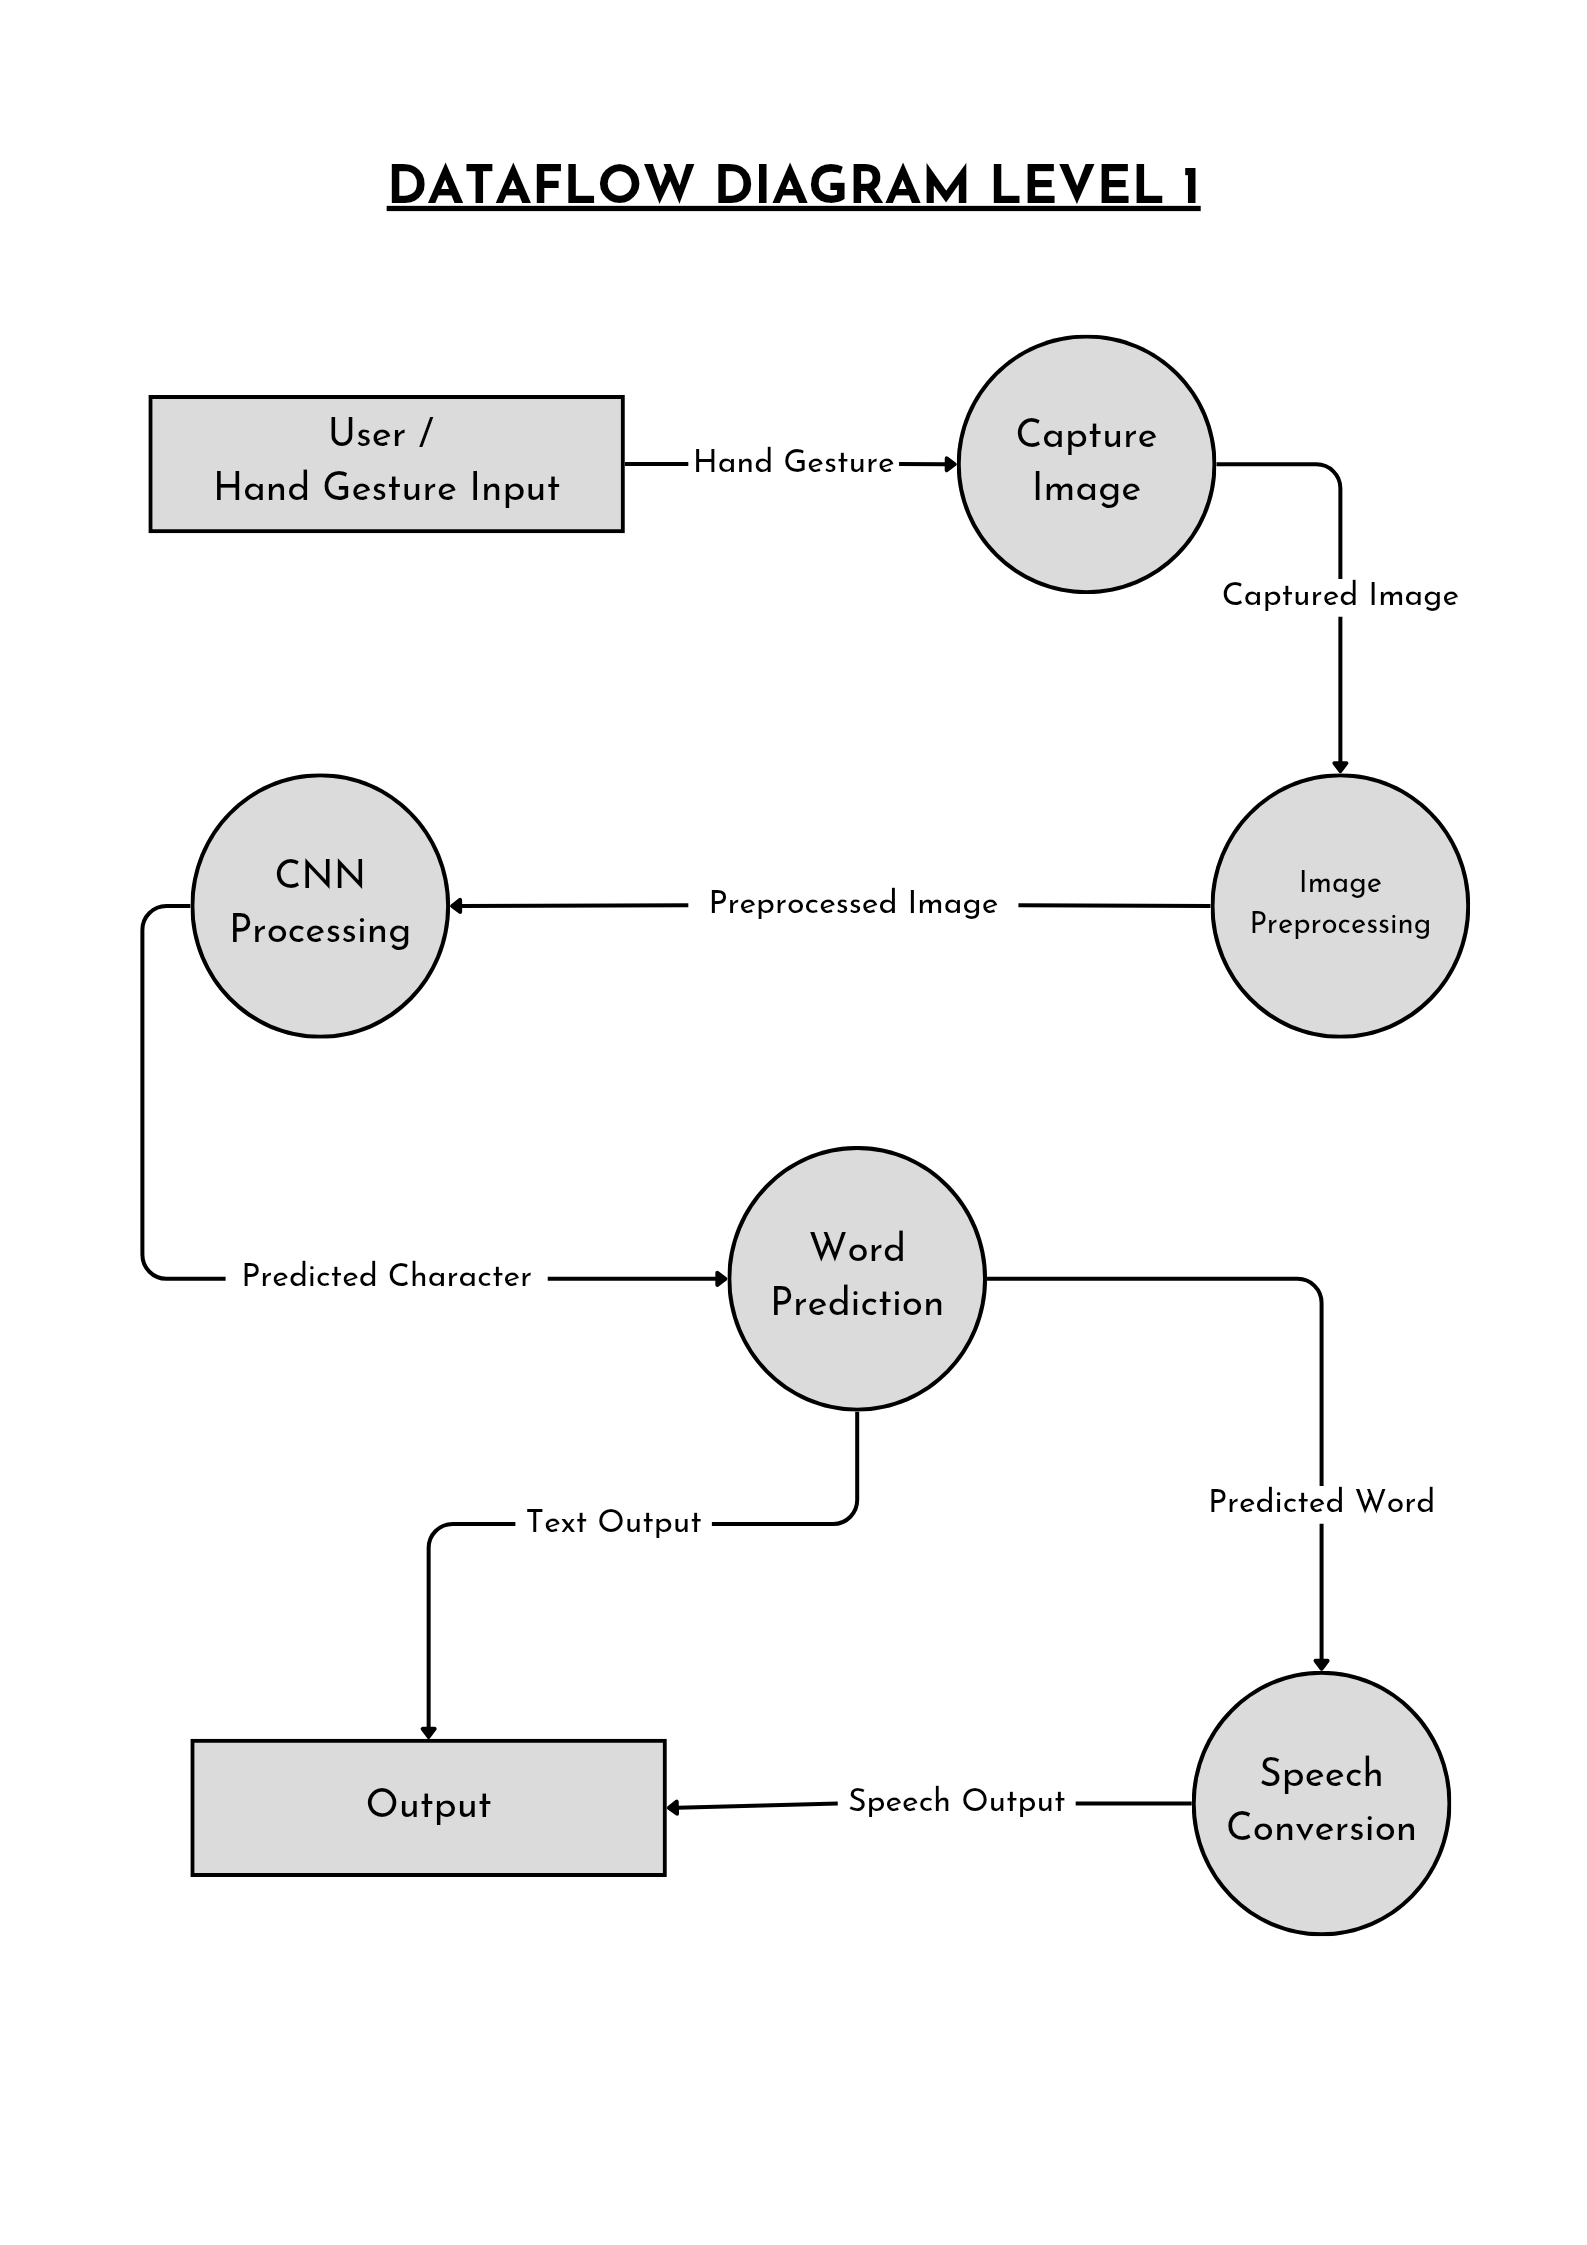 DATAFLOW DIAGRAM LEVEL 1
User /
Hand Gesture Input
Hand Gesture
Capture
Image
Captured Image
Image
Preprocessing
Preprocessed Image
CNN
Processing
Predicted Character
Word
Prediction
Text Output
Predicted Word
Speech
Conversion
Speech Output
Output